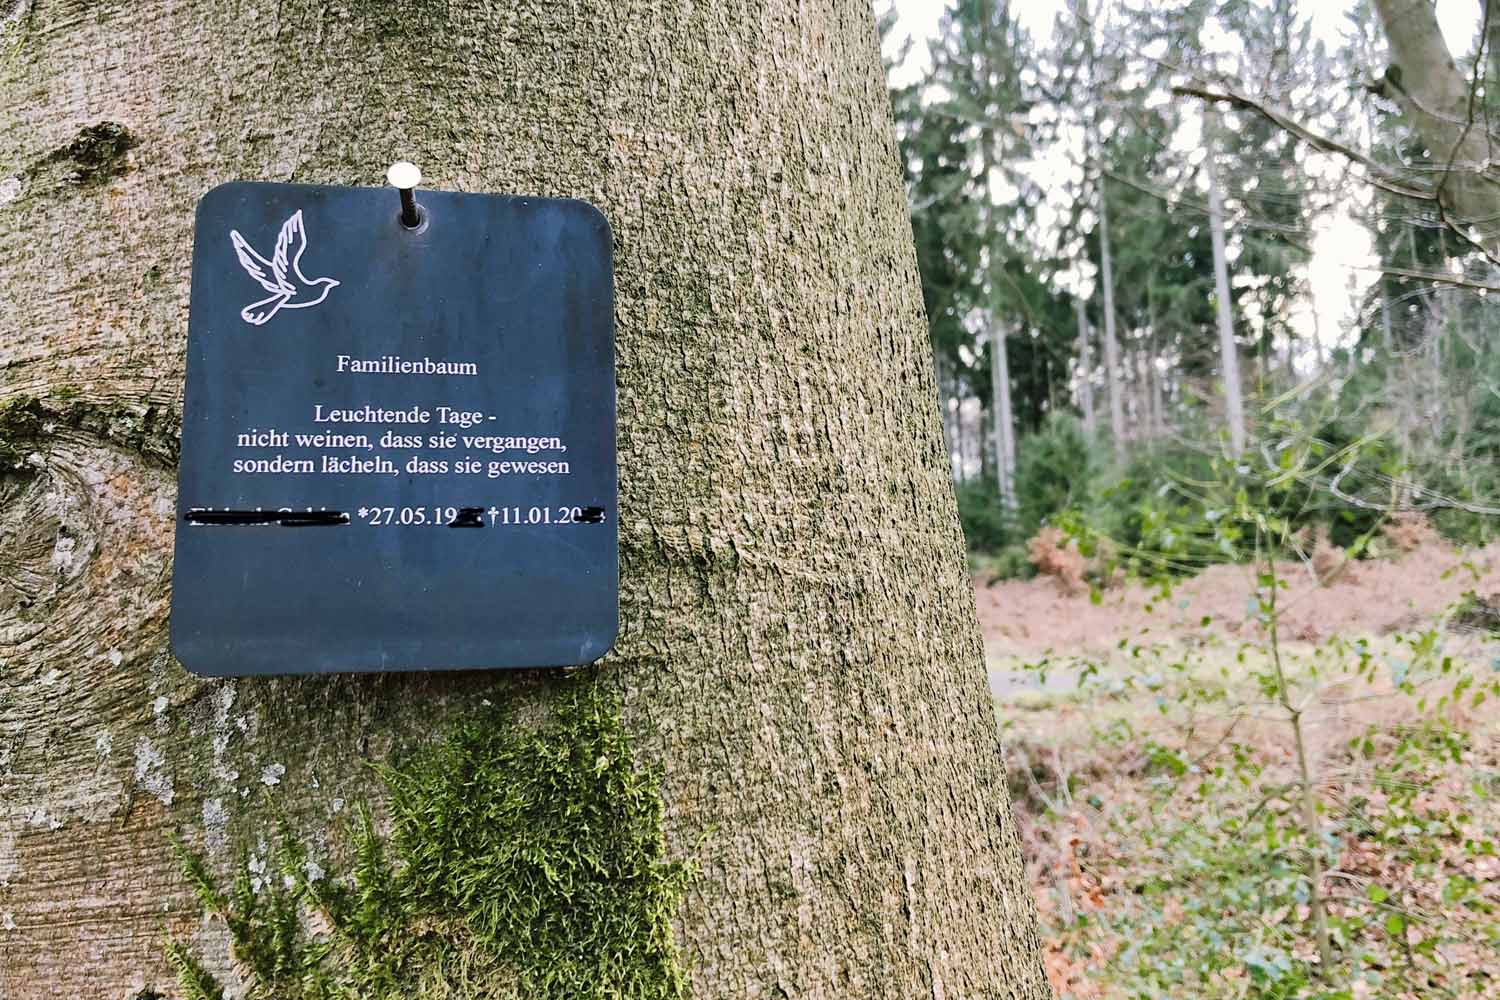 Familienbaum
Leuchtende Tage -
nicht weinen, dass sie vergangen,
sondern lächeln, dass sie gewesen
*27.05.19 †11.01.20